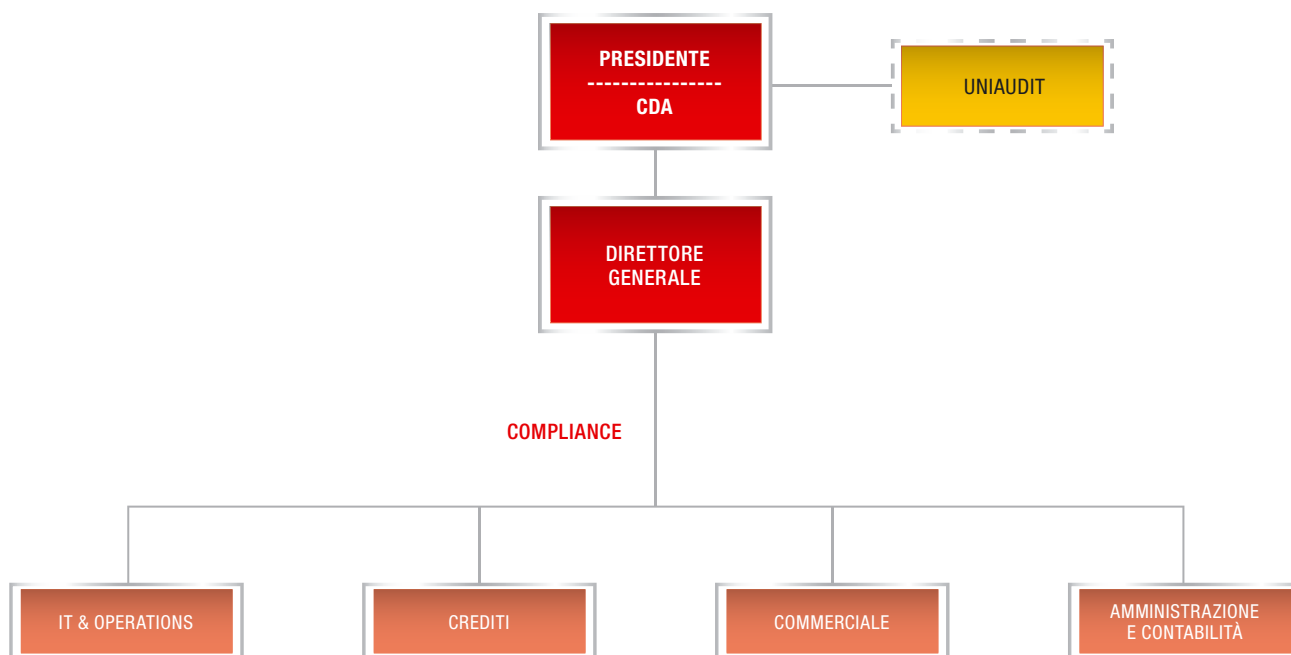 PRESIDENTE
----------------
CDA
UNIAUDIT
DIRETTORE
GENERALE
COMPLIANCE
IT & OPERATIONS
CREDITI
COMMERCIALE
AMMINISTRAZIONE
E CONTABILITÀ